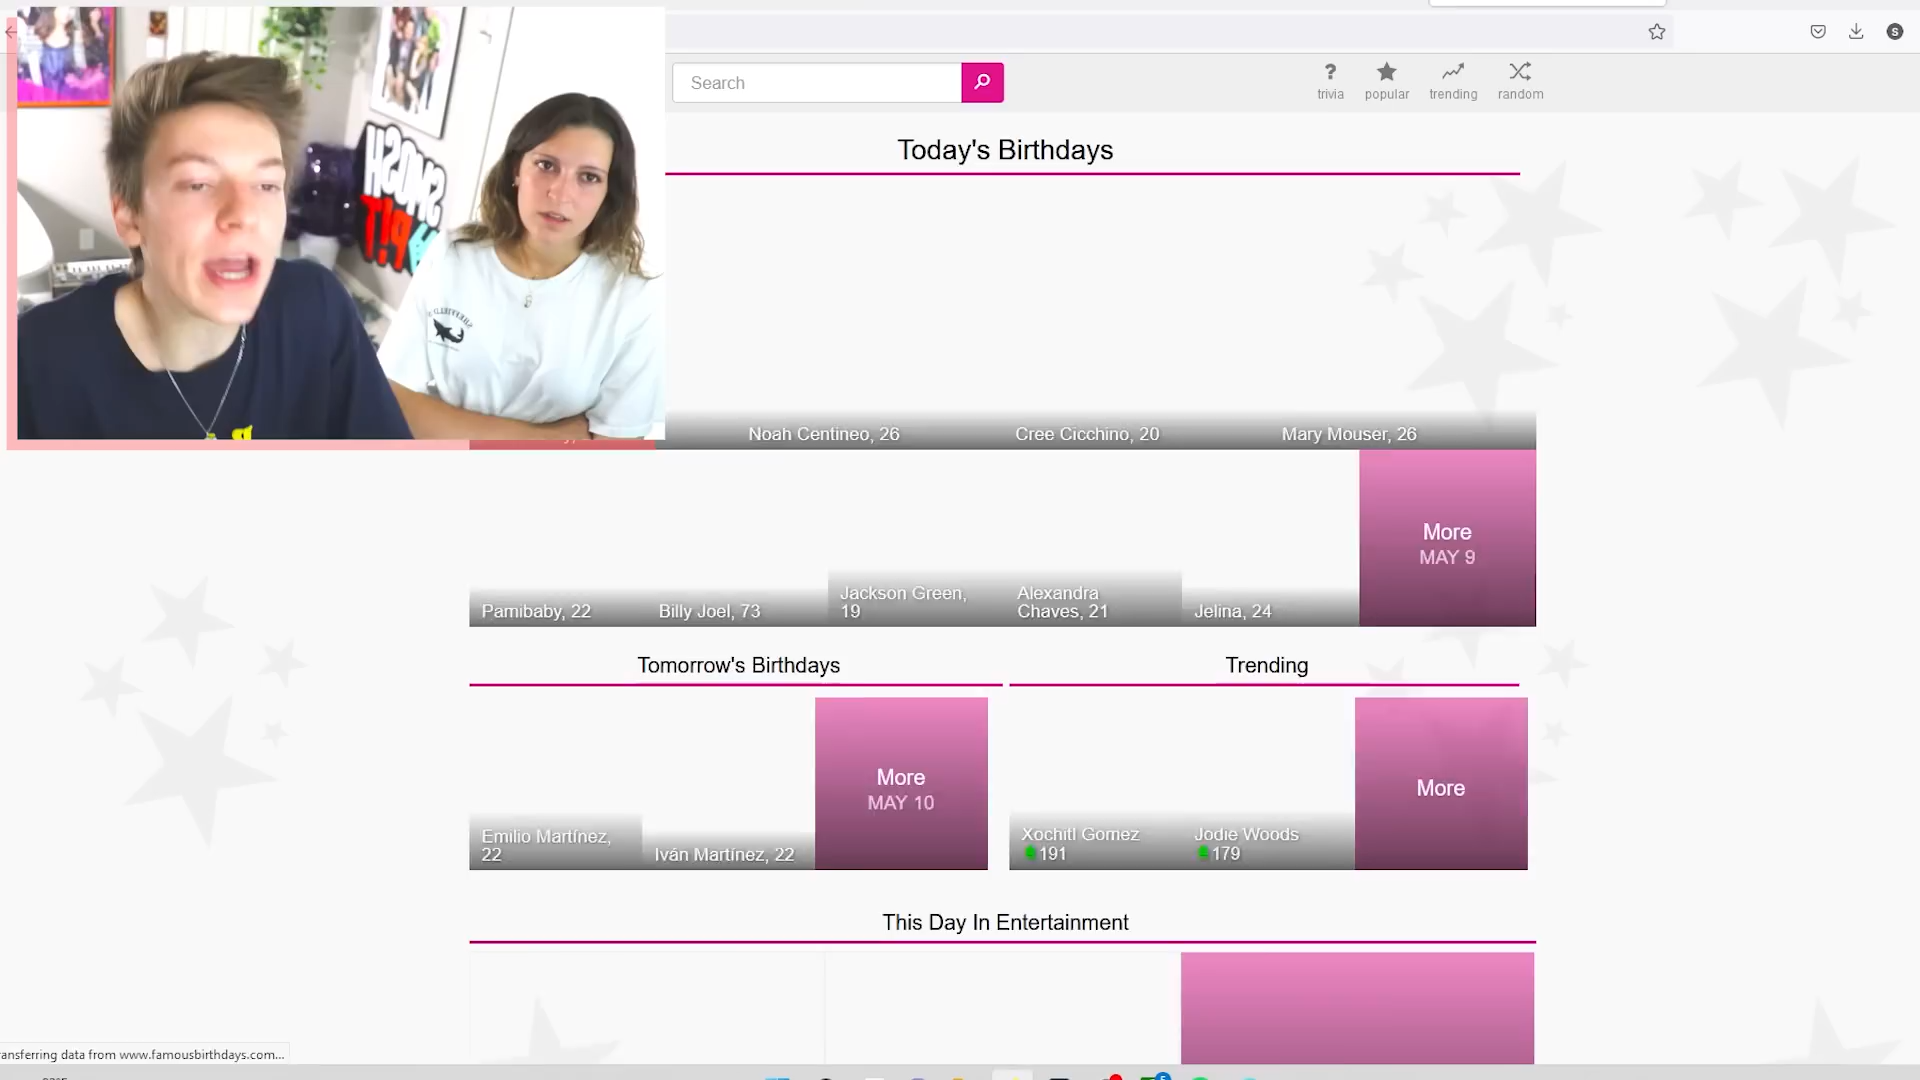 S
Search
trivia
popular
trending
random
Today's Birthdays
Noah Centineo, 26
Cree Cicchino, 20
Mary Mouser, 26
Pamibaby, 22
Billy Joel, 73
Jackson Green,
19
Alexandra
Chaves, 21
Jelina, 24
More
MAY 9
Tomorrow's Birthdays
Trending
Emilio Martínez,
22
Iván Martínez, 22
More
MAY 10
Xochitl Gomez
191
Jodie Woods
179
More
This Day In Entertainment
ansferring data from www.famousbirthdays.com...
SMOSH
PIT